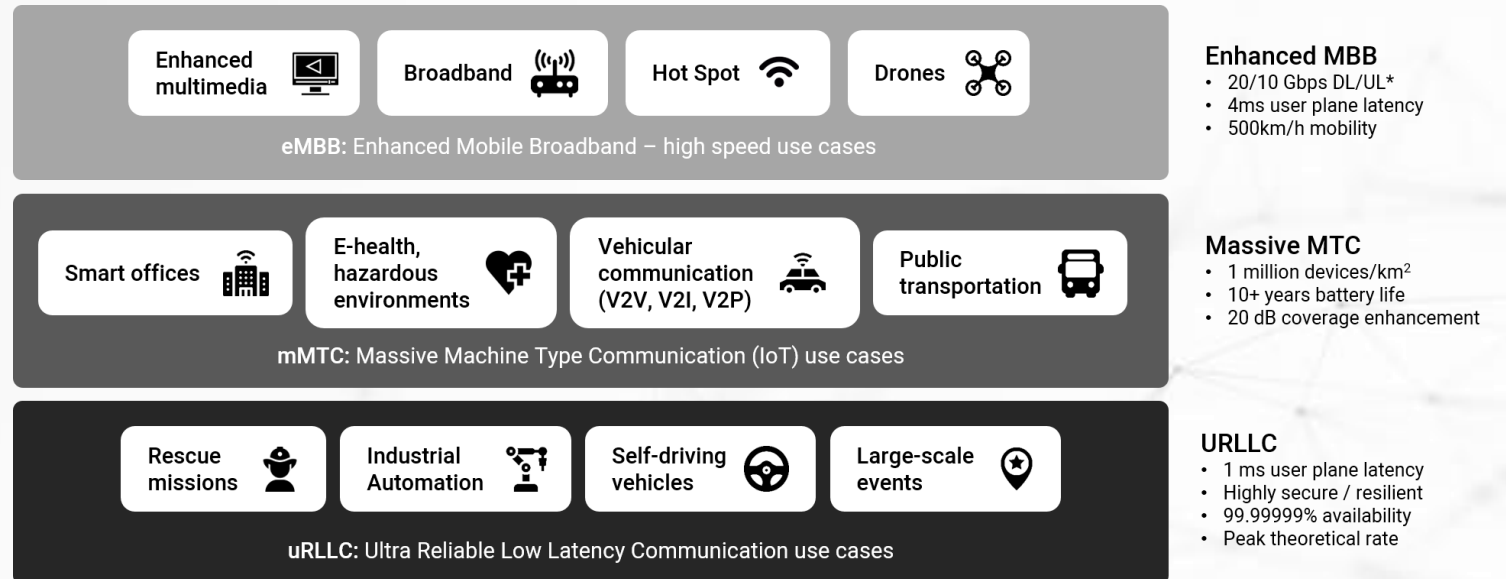 Enhanced
multimedia
Broadband
Hot Spot
Drones
eMBB: Enhanced Mobile Broadband – high speed use cases
Enhanced MBB
• 20/10 Gbps DL/UL*
• 4ms user plane latency
• 500km/h mobility
Smart offices
E-health,
hazardous
environments
Vehicular
communication
(V2V, V2I, V2P)
Public
transportation
mMTC: Massive Machine Type Communication (IoT) use cases
Massive MTC
• 1 million devices/km²
• 10+ years battery life
• 20 dB coverage enhancement
Rescue
missions
Industrial
Automation
Self-driving
vehicles
Large-scale
events
uRLLC: Ultra Reliable Low Latency Communication use cases
URLLC
• 1 ms user plane latency
• Highly secure / resilient
• 99.99999% availability
• Peak theoretical rate